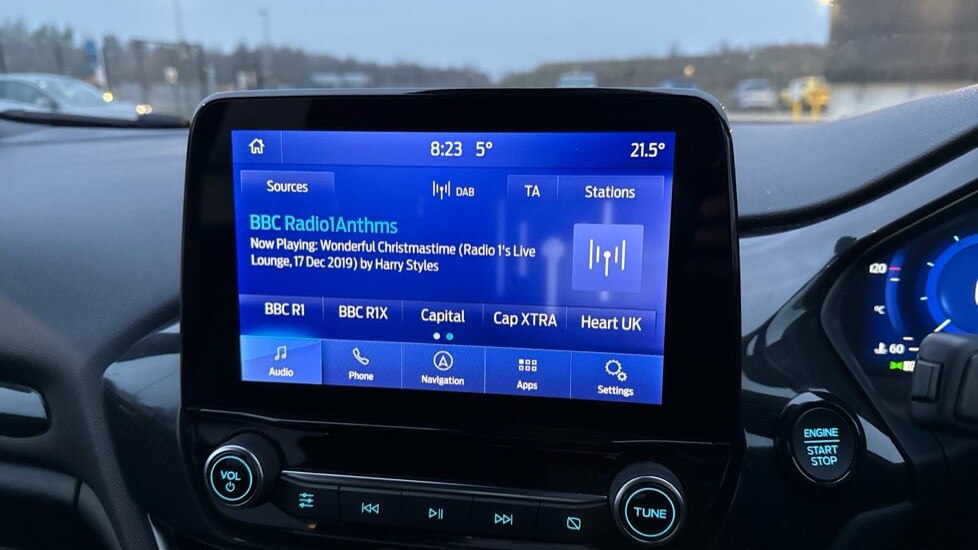 8:23 5° 21.5°
Sources DAB TA Stations
BBC Radio1Anthms
Now Playing: Wonderful Christmastime (Radio 1's Live
Lounge, 17 Dec 2019) by Harry Styles
BBC R1 BBC R1X Capital Cap XTRA Heart UK
Audio Phone Navigation Apps Settings
VOL
TUNE
ENGINE
START
STOP
120
°C
60